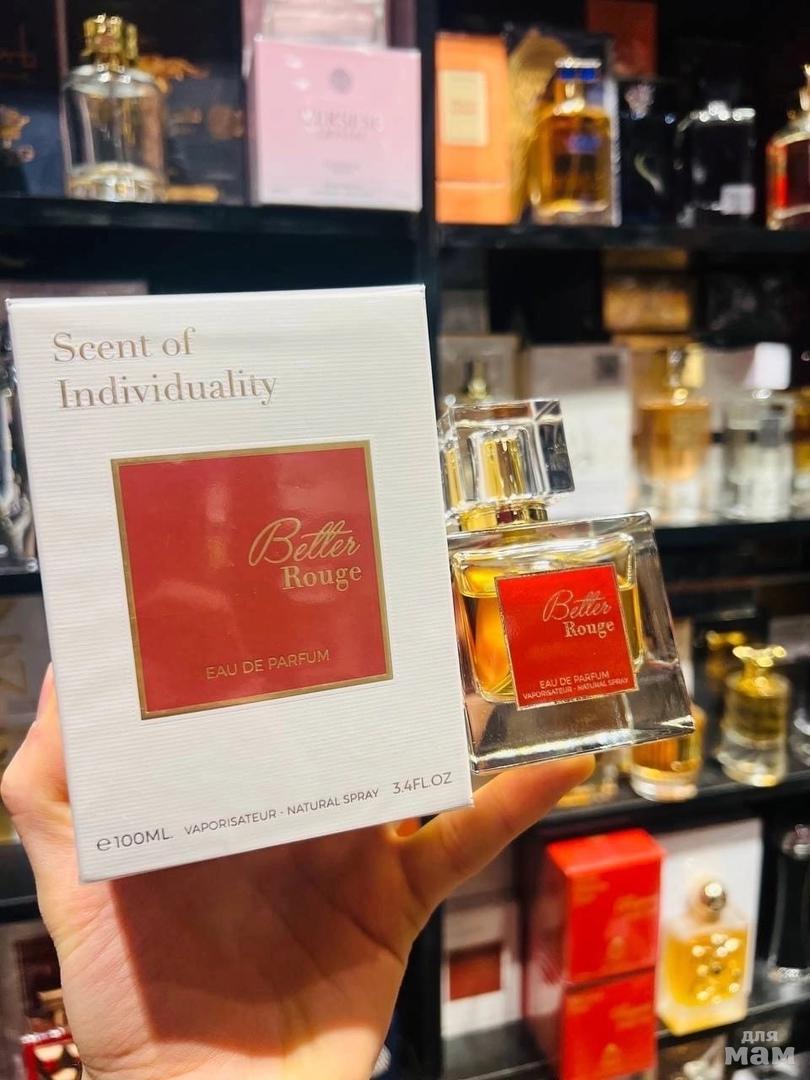 Scent of
Individuality
Better
Rouge
EAU DE PARFUM
℮100ML VAPORISATEUR - NATURAL SPRAY 3.4FL.OZ
Better
Rouge
EAU DE PARFUM
VAPORISATEUR - NATURAL SPRAY
для
мам